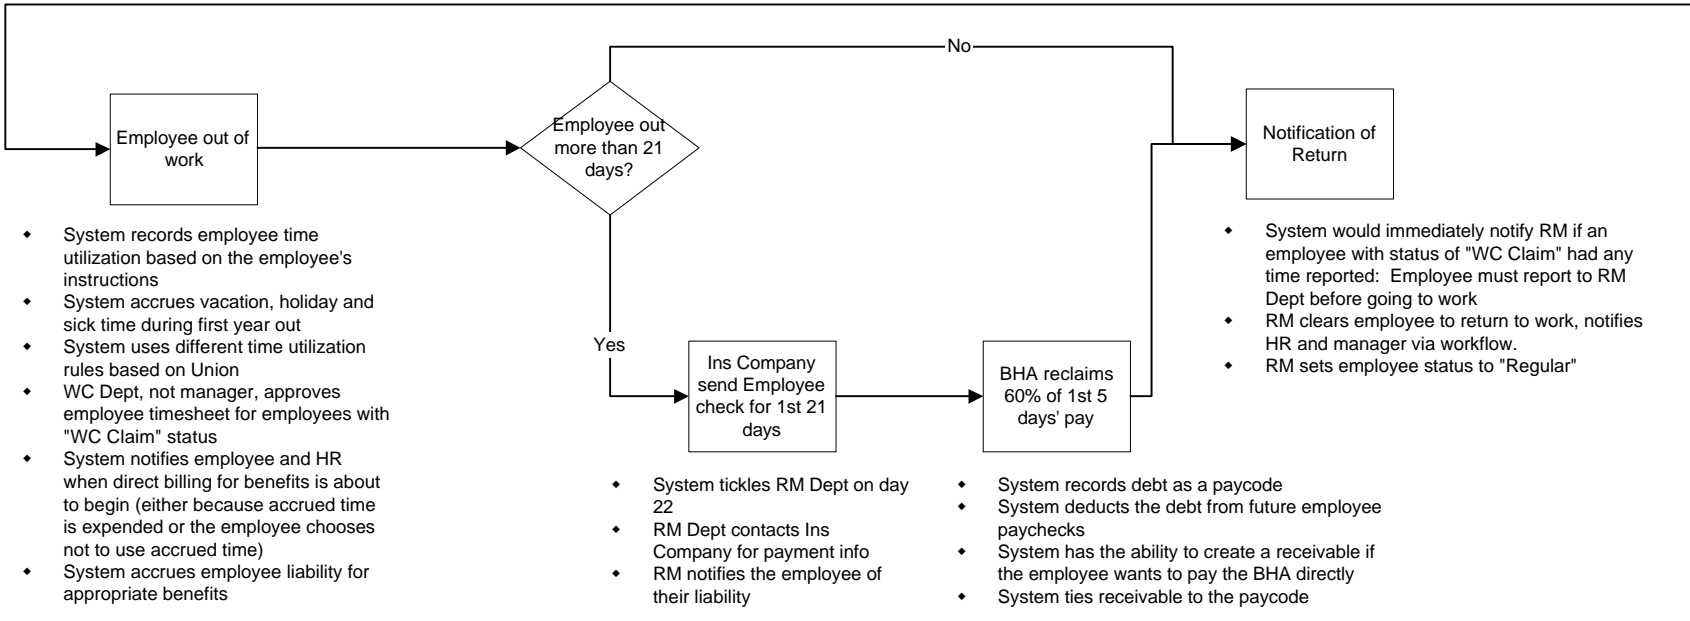 No
Employee out of
work
Employee out
more than 21
days?
Notification of
Return
◆ System records employee time
utilization based on the employee's
instructions
◆ System accrues vacation, holiday and
sick time during first year out
◆ System uses different time utilization
rules based on Union
◆ WC Dept, not manager, approves
employee timesheet for employees with
"WC Claim" status
◆ System notifies employee and HR
when direct billing for benefits is about
to begin (either because accrued time
is expended or the employee chooses
not to use accrued time)
◆ System accrues employee liability for
appropriate benefits
Yes
Ins Company
send Employee
check for 1st 21
days
◆ System tickles RM Dept on day
22
◆ RM Dept contacts Ins
Company for payment info
◆ RM notifies the employee of
their liability
BHA reclaims
60% of 1st 5
days' pay
◆ System records debt as a paycode
◆ System deducts the debt from future employee
paychecks
◆ System has the ability to create a receivable if
the employee wants to pay the BHA directly
◆ System ties receivable to the paycode
◆ System would immediately notify RM if an
employee with status of "WC Claim" had any
time reported:  Employee must report to RM
Dept before going to work
◆ RM clears employee to return to work, notifies
HR and manager via workflow.
◆ RM sets employee status to "Regular"